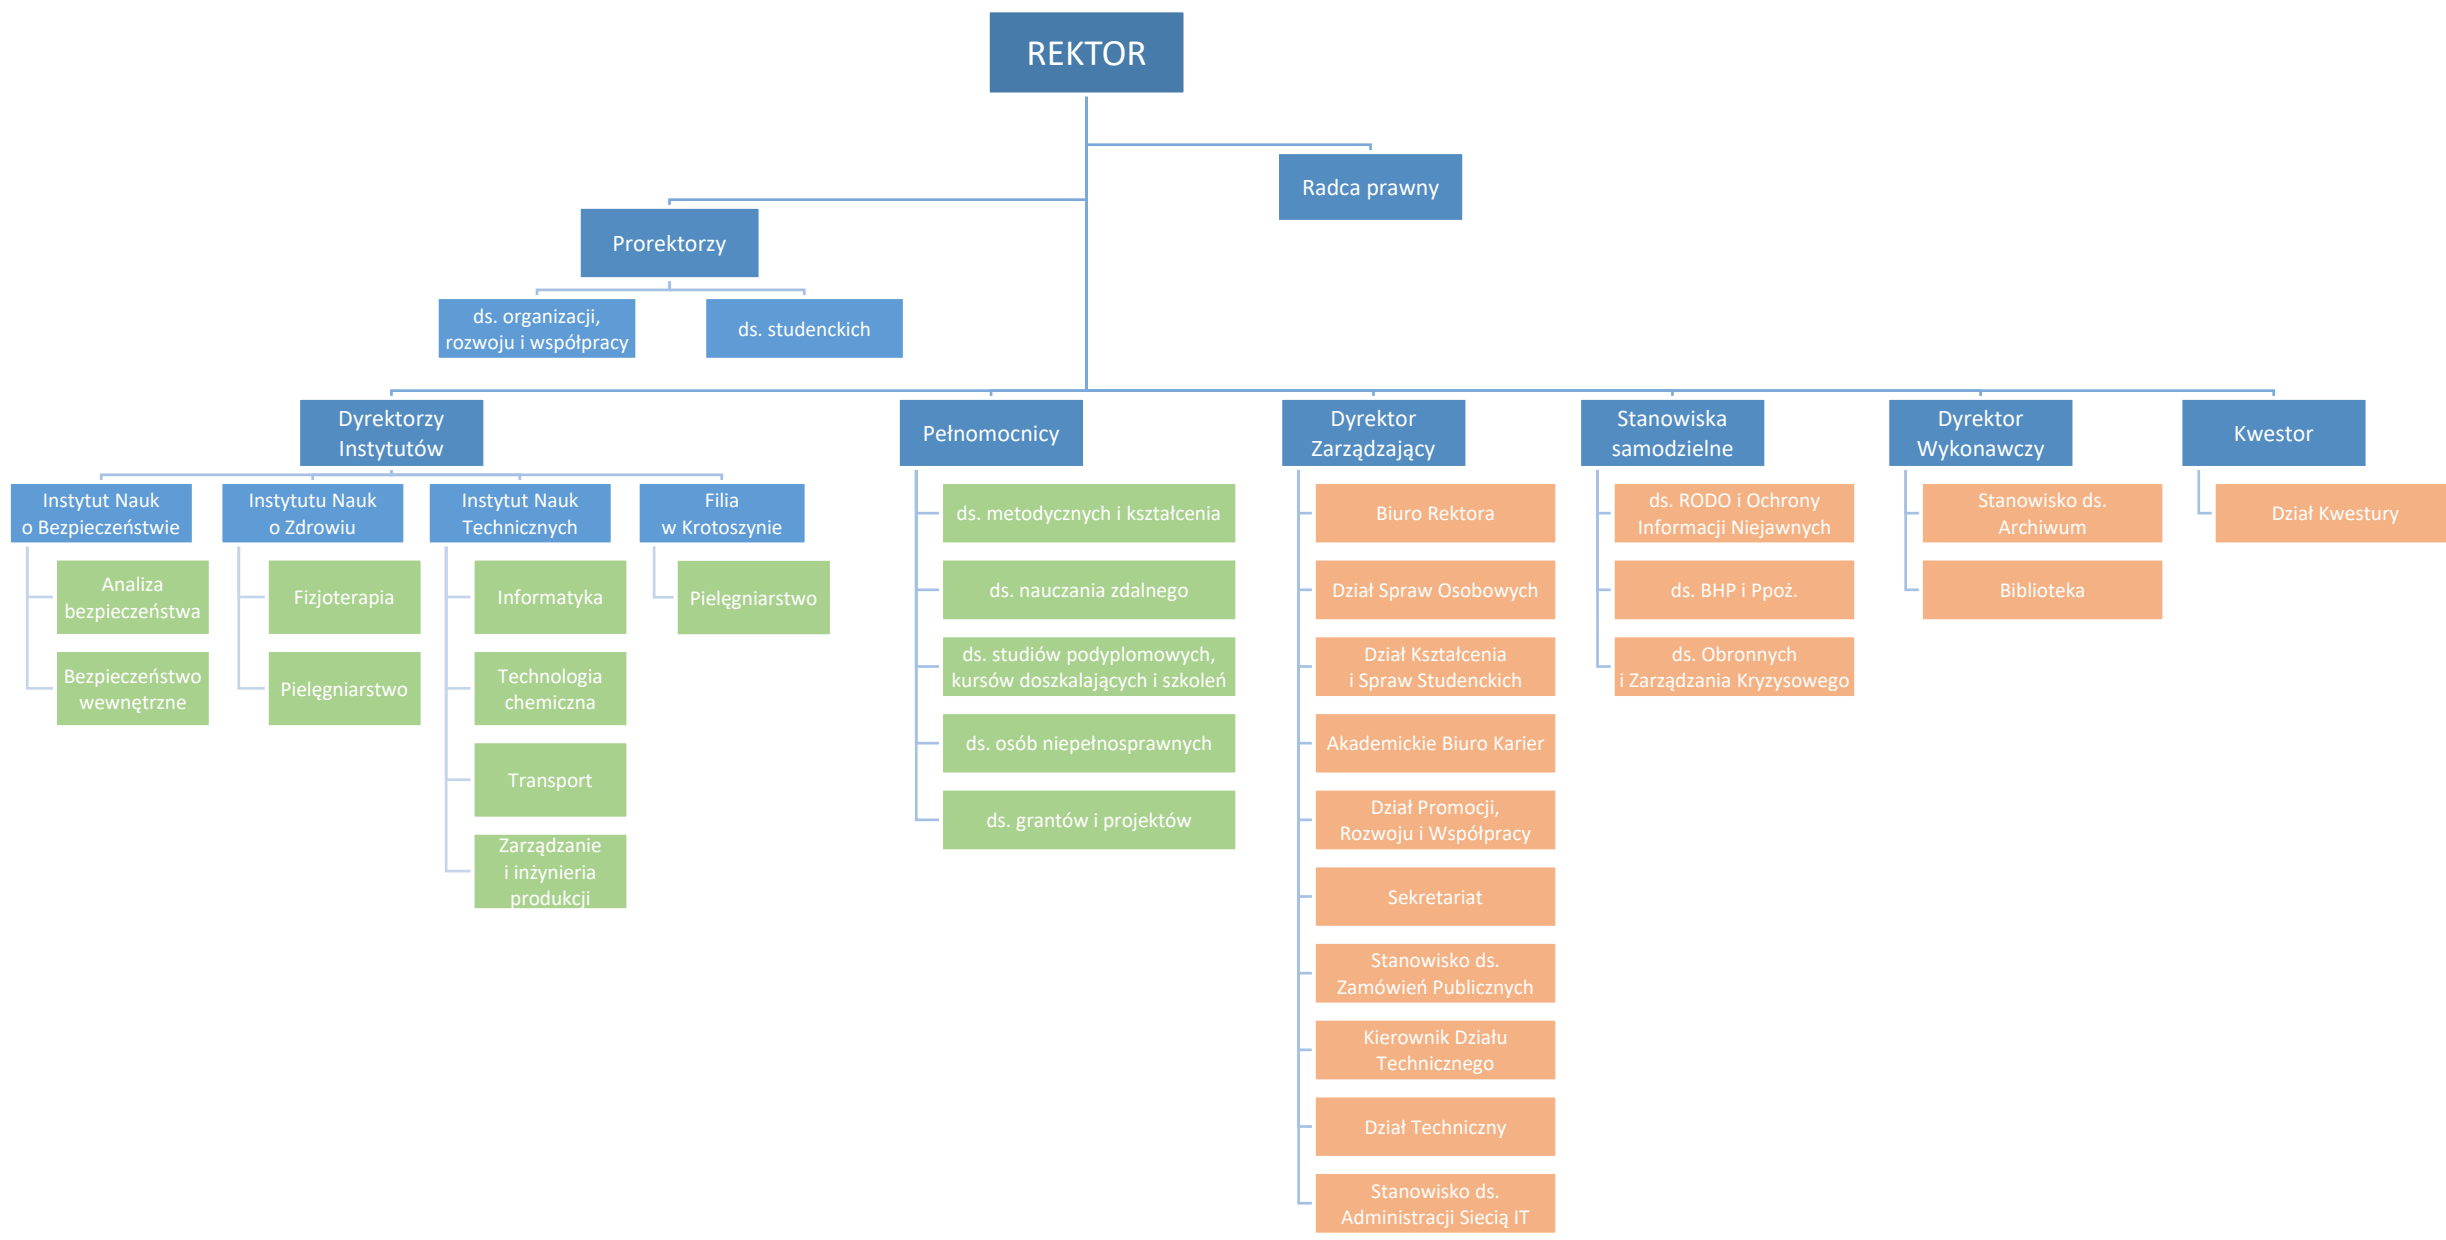 REKTOR
Radca prawny
Prorektorzy
ds. organizacji,
rozwoju i współpracy
ds. studenckich
Dyrektorzy
Instytutów
Instytut Nauk
o Bezpieczeństwie
Analiza
bezpieczeństwa
Bezpieczeństwo
wewnętrzne
Instytutu Nauk
o Zdrowiu
Fizjoterapia
Pielęgniarstwo
Instytut Nauk
Technicznych
Informatyka
Technologia
chemiczna
Transport
Zarządzanie
i inżynieria
produkcji
Filia
w Krotoszynie
Pielęgniarstwo
Pełnomocnicy
ds. metodycznych i kształcenia
ds. nauczania zdalnego
ds. studiów podyplomowych,
kursów doszkalających i szkoleń
ds. osób niepełnosprawnych
ds. grantów i projektów
Dyrektor
Zarządzający
Biuro Rektora
Dział Spraw Osobowych
Dział Kształcenia
i Spraw Studenckich
Akademickie Biuro Karier
Dział Promocji,
Rozwoju i Współpracy
Sekretariat
Stanowisko ds.
Zamówień Publicznych
Kierownik Działu
Technicznego
Dział Techniczny
Stanowisko ds.
Administracji Siecią IT
Stanowiska
samodzielne
ds. RODO i Ochrony
Informacji Niejawnych
ds. BHP i Ppoż.
ds. Obronnych
i Zarządzania Kryzysowego
Dyrektor
Wykonawczy
Stanowisko ds.
Archiwum
Biblioteka
Kwestor
Dział Kwestury